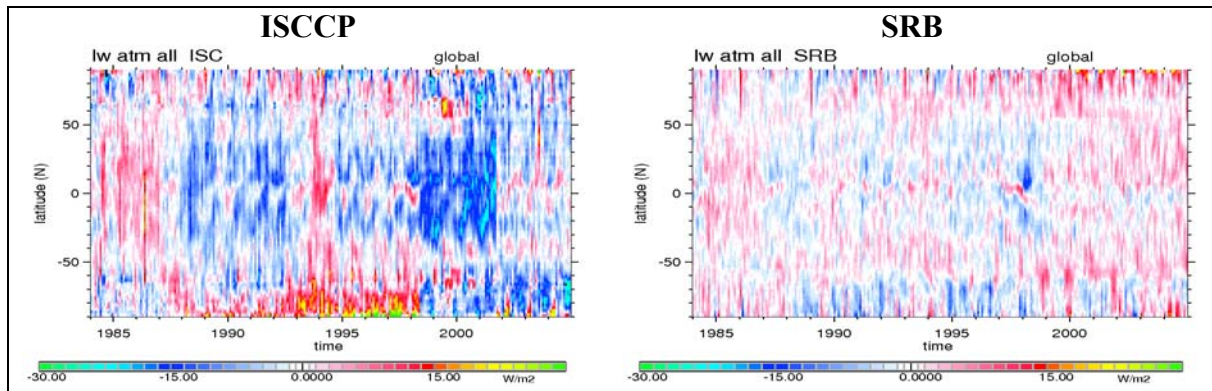 ISCCP
lw atm all ISC global
50
0
-50
latitude (N)
1985 1990 1995 2000
time
-30.00 -15.00 0.0000 15.00 W/m2
SRB
lw atm all SRB global
50
0
-50
latitude (N)
1985 1990 1995 2000
time
-30.00 -15.00 0.0000 15.00 W/m2